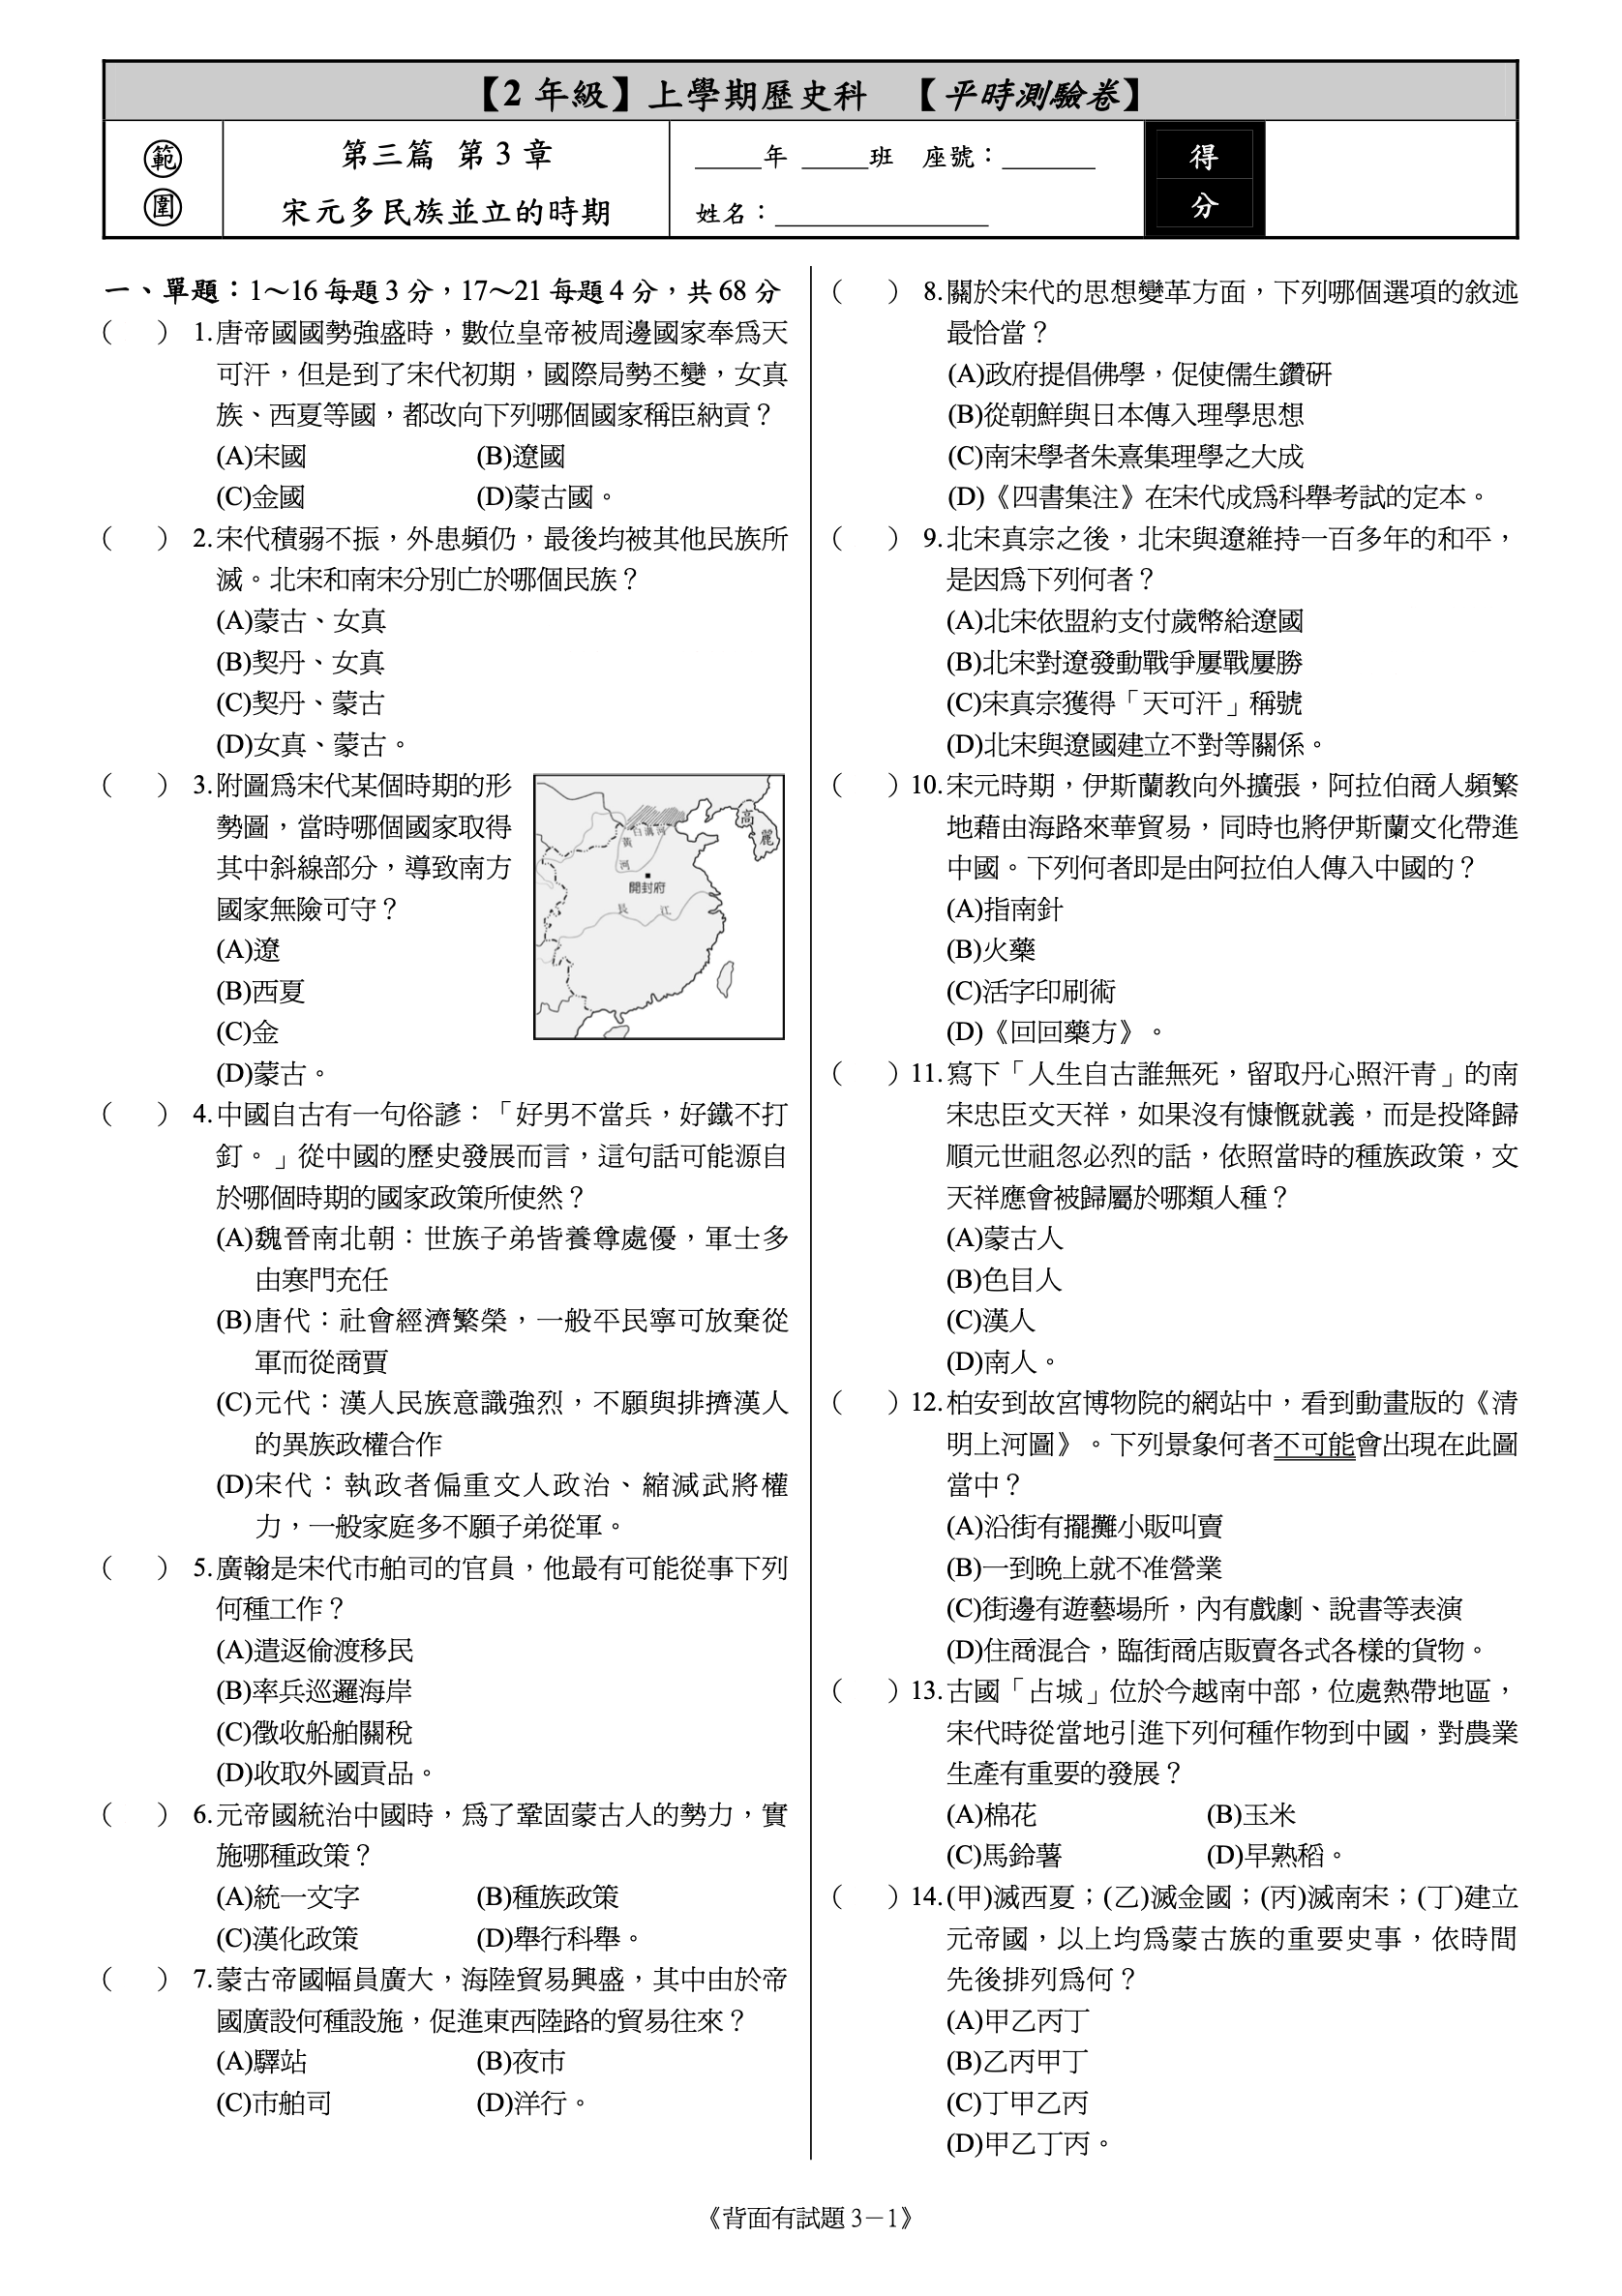 【2 年級】上學期歷史科 【平時測驗卷】
範圍
第三篇 第 3 章
宋元多民族並立的時期
＿＿年 ＿＿班 座號：＿＿＿
姓名：＿＿＿＿＿＿
得分
一、單題：1～16 每題 3 分，17～21 每題 4 分，共 68 分
（　　） 1.唐帝國國勢強盛時，數位皇帝被周邊國家奉為天
可汗，但是到了宋代初期，國際局勢丕變，女真
族、西夏等國，都改向下列哪個國家稱臣納貢？
(A)宋國 (B)遼國
(C)金國 (D)蒙古國。
（　　） 2.宋代積弱不振，外患頻仍，最後均被其他民族所
滅。北宋和南宋分別亡於哪個民族？
(A)蒙古、女真
(B)契丹、女真
(C)契丹、蒙古
(D)女真、蒙古。
（　　） 3.附圖為宋代某個時期的形
勢圖，當時哪個國家取得
其中斜線部分，導致南方
國家無險可守？
(A)遼
(B)西夏
(C)金
(D)蒙古。
高麗
白溝河
黃河
開封府
長江
（　　） 4.中國自古有一句俗諺：「好男不當兵，好鐵不打
釘。」從中國的歷史發展而言，這句話可能源自
於哪個時期的國家政策所使然？
(A)魏晉南北朝：世族子弟皆養尊處優，軍士多
由寒門充任
(B)唐代：社會經濟繁榮，一般平民寧可放棄從
軍而從商賈
(C)元代：漢人民族意識強烈，不願與排擠漢人
的異族政權合作
(D)宋代：執政者偏重文人政治、縮減武將權
力，一般家庭多不願子弟從軍。
（　　） 5.廣翰是宋代市舶司的官員，他最有可能從事下列
何種工作？
(A)遣返偷渡移民
(B)率兵巡邏海岸
(C)徵收船舶關稅
(D)收取外國貢品。
（　　） 6.元帝國統治中國時，為了鞏固蒙古人的勢力，實
施哪種政策？
(A)統一文字 (B)種族政策
(C)漢化政策 (D)舉行科舉。
（　　） 7.蒙古帝國幅員廣大，海陸貿易興盛，其中由於帝
國廣設何種設施，促進東西陸路的貿易往來？
(A)驛站 (B)夜市
(C)市舶司 (D)洋行。
（　　） 8.關於宋代的思想變革方面，下列哪個選項的敘述
最恰當？
(A)政府提倡佛學，促使儒生鑽研
(B)從朝鮮與日本傳入理學思想
(C)南宋學者朱熹集理學之大成
(D)《四書集注》在宋代成為科舉考試的定本。
（　　） 9.北宋真宗之後，北宋與遼維持一百多年的和平，
是因為下列何者？
(A)北宋依盟約支付歲幣給遼國
(B)北宋對遼發動戰爭屢戰屢勝
(C)宋真宗獲得「天可汗」稱號
(D)北宋與遼國建立不對等關係。
（　　）10.宋元時期，伊斯蘭教向外擴張，阿拉伯商人頻繁
地藉由海路來華貿易，同時也將伊斯蘭文化帶進
中國。下列何者即是由阿拉伯人傳入中國的？
(A)指南針
(B)火藥
(C)活字印刷術
(D)《回回藥方》。
（　　）11.寫下「人生自古誰無死，留取丹心照汗青」的南
宋忠臣文天祥，如果沒有慷慨就義，而是投降歸
順元世祖忽必烈的話，依照當時的種族政策，文
天祥應會被歸屬於哪類人種？
(A)蒙古人
(B)色目人
(C)漢人
(D)南人。
（　　）12.柏安到故宮博物院的網站中，看到動畫版的《清
明上河圖》。下列景象何者不可能會出現在此圖
當中？
(A)沿街有擺攤小販叫賣
(B)一到晚上就不准營業
(C)街邊有遊藝場所，內有戲劇、說書等表演
(D)住商混合，臨街商店販賣各式各樣的貨物。
（　　）13.古國「占城」位於今越南中部，位處熱帶地區，
宋代時從當地引進下列何種作物到中國，對農業
生產有重要的發展？
(A)棉花 (B)玉米
(C)馬鈴薯 (D)早熟稻。
（　　）14.(甲)滅西夏；(乙)滅金國；(丙)滅南宋；(丁)建立
元帝國，以上均為蒙古族的重要史事，依時間
先後排列為何？
(A)甲乙丙丁
(B)乙丙甲丁
(C)丁甲乙丙
(D)甲乙丁丙。
《背面有試題 3－1》